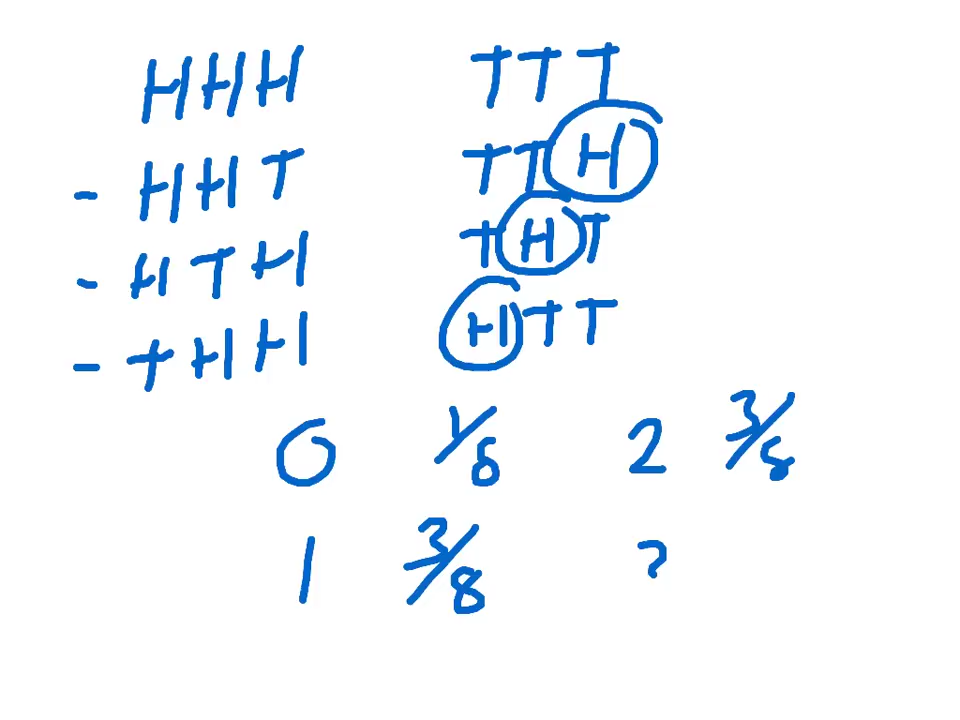 HHH TTT
- HHT TTH
- HTH THT
- THH HTT
0 1/8 2 3/8
1 3/8